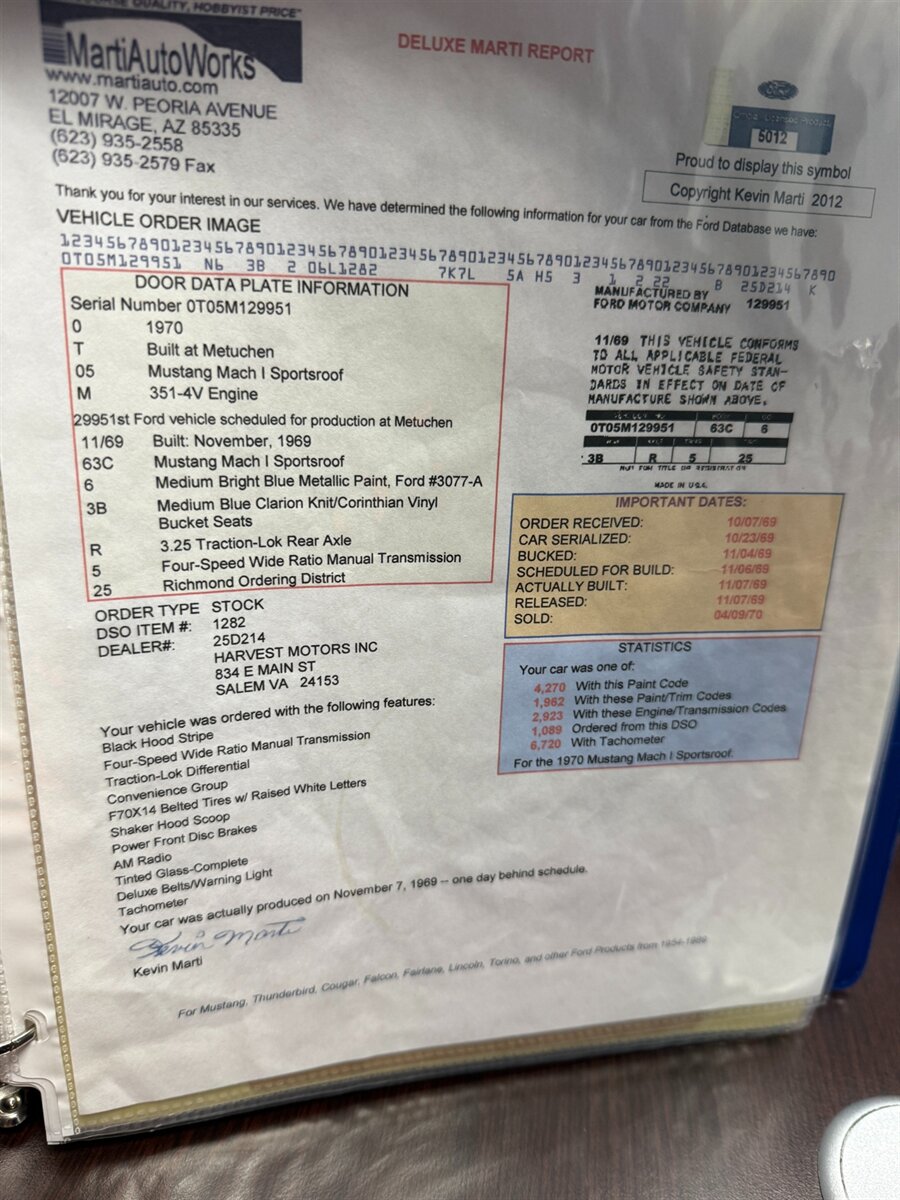 QUALITY, HOBBYIST PRICE"
MartiAutoWorks
www.martiauto.com
12007 W. PEORIA AVENUE
EL MIRAGE, AZ 85335
(623) 935-2558
(623) 935-2579 Fax
DELUXE MARTI REPORT
Ford
Official Licensed Product
5012
Proud to display this symbol
Copyright Kevin Marti 2012
Thank you for your interest in our services. We have determined the following information for your car from the Ford Database we have:
VEHICLE ORDER IMAGE
12345678901234567890123456789012345678901234567890123456789012345678901234567890
0T05M129951 N6 3B 2 06L1282 7K7L 5A H5 3 1 2 22 B 25D214 K
DOOR DATA PLATE INFORMATION
Serial Number 0T05M129951
0 1970
T Built at Metuchen
05 Mustang Mach I Sportsroof
M 351-4V Engine
29951st Ford vehicle scheduled for production at Metuchen
11/69 Built: November, 1969
63C Mustang Mach I Sportsroof
6 Medium Bright Blue Metallic Paint, Ford #3077-A
3B Medium Blue Clarion Knit/Corinthian Vinyl
Bucket Seats
R 3.25 Traction-Lok Rear Axle
5 Four-Speed Wide Ratio Manual Transmission
25 Richmond Ordering District
MANUFACTURED BY
FORD MOTOR COMPANY 129951
11/69 THIS VEHICLE CONFORMS
TO ALL APPLICABLE FEDERAL
MOTOR VEHICLE SAFETY STAN-
DARDS IN EFFECT ON DATE OF
MANUFACTURE SHOWN ABOVE.
0T05M129951 63C 6
3B R 5 25
NOT FOR TITLE OR REGISTRATION
MADE IN U.S.A.
IMPORTANT DATES:
ORDER RECEIVED: 10/07/69
CAR SERIALIZED: 10/23/69
BUCKED: 11/04/69
SCHEDULED FOR BUILD: 11/06/69
ACTUALLY BUILT: 11/07/69
RELEASED: 11/07/69
SOLD: 04/09/70
ORDER TYPE STOCK
DSO ITEM #: 1282
DEALER#: 25D214
HARVEST MOTORS INC
834 E MAIN ST
SALEM VA 24153
STATISTICS
Your car was one of:
4,270 With this Paint Code
1,962 With these Paint/Trim Codes
2,923 With these Engine/Transmission Codes
1,089 Ordered from this DSO
6,720 With Tachometer
For the 1970 Mustang Mach I Sportsroof.
Your vehicle was ordered with the following features:
Black Hood Stripe
Four-Speed Wide Ratio Manual Transmission
Traction-Lok Differential
Convenience Group
F70X14 Belted Tires w/ Raised White Letters
Shaker Hood Scoop
Power Front Disc Brakes
AM Radio
Tinted Glass-Complete
Deluxe Belts/Warning Light
Tachometer
Your car was actually produced on November 7, 1969 -- one day behind schedule.
Kevin Marti
Kevin Marti
For Mustang, Thunderbird, Cougar, Falcon, Fairlane, Lincoln, Torino, and other Ford Products from 1954-1989